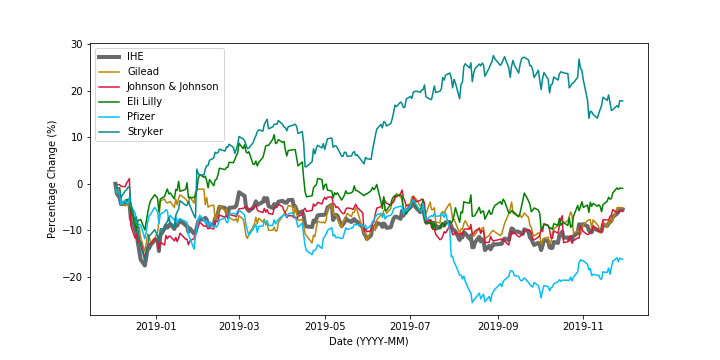 IHE
Gilead
Johnson & Johnson
Eli Lilly
Pfizer
Stryker
Percentage Change (%)
30
20
10
0
−10
−20
2019-01
2019-03
2019-05
2019-07
2019-09
2019-11
Date (YYYY-MM)